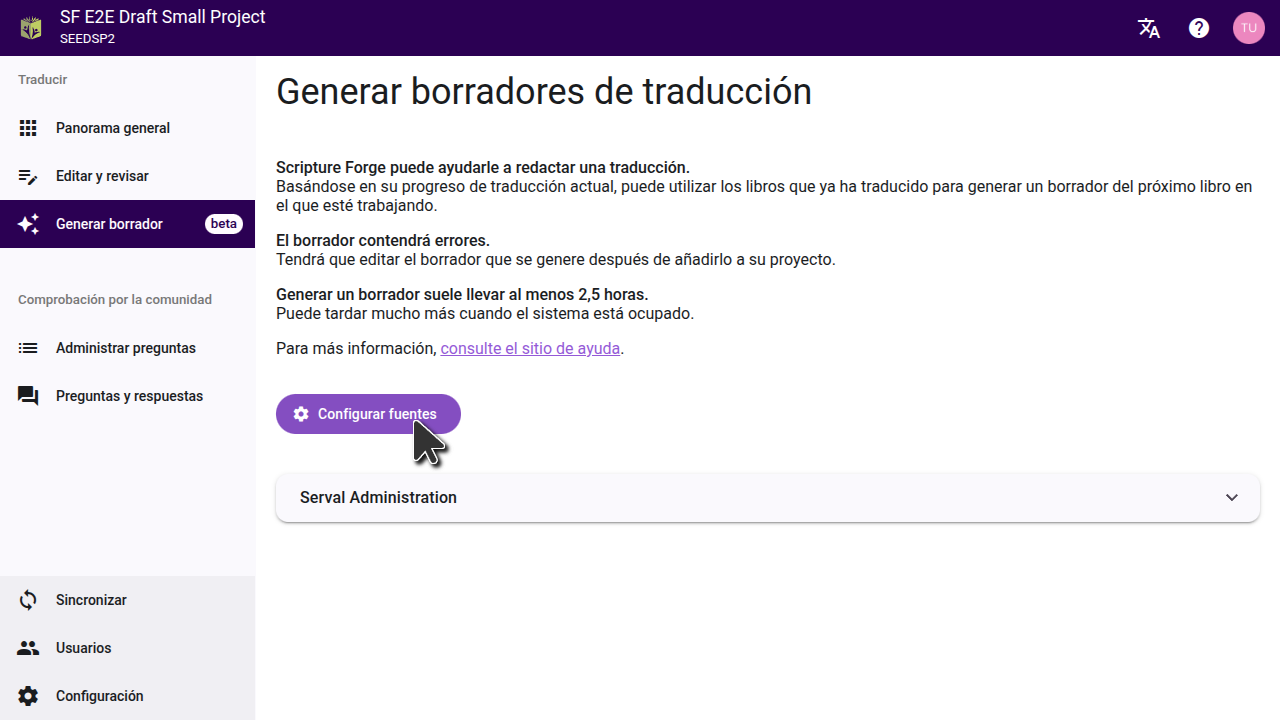 SF E2E Draft Small Project
SEEDSP2
TU
Traducir
Panorama general
Editar y revisar
Generar borrador beta
Comprobación por la comunidad
Administrar preguntas
Preguntas y respuestas
Sincronizar
Usuarios
Configuración
Generar borradores de traducción
Scripture Forge puede ayudarle a redactar una traducción.
Basándose en su progreso de traducción actual, puede utilizar los libros que ya ha traducido para generar un borrador del próximo libro en
el que esté trabajando.
El borrador contendrá errores.
Tendrá que editar el borrador que se genere después de añadirlo a su proyecto.
Generar un borrador suele llevar al menos 2,5 horas.
Puede tardar mucho más cuando el sistema está ocupado.
Para más información, consulte el sitio de ayuda.
Configurar fuentes
Serval Administration